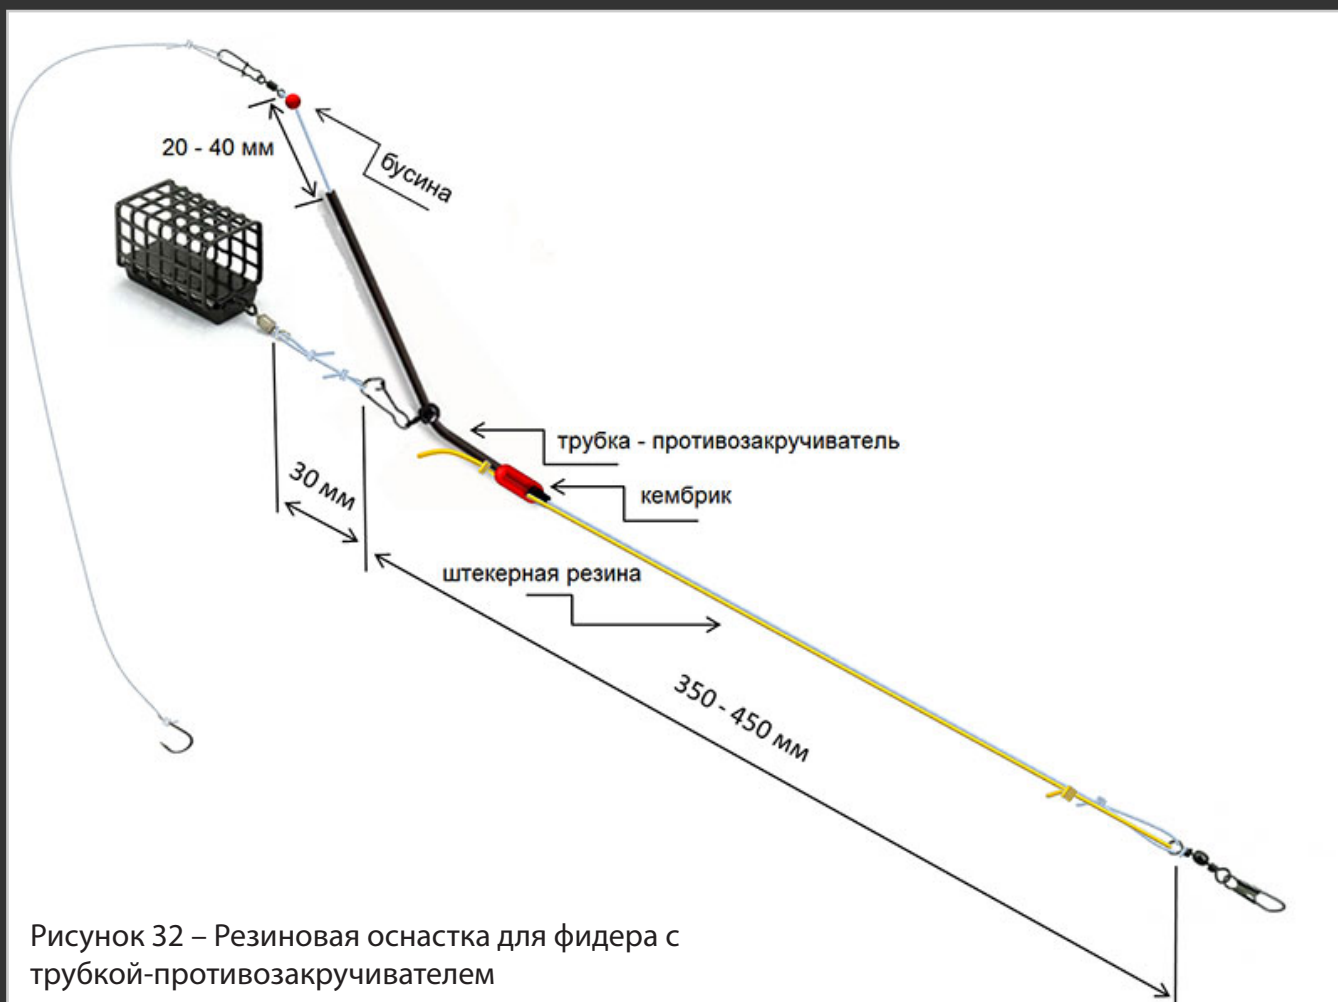 20 - 40 мм
бусина
трубка - противозакручиватель
30 мм
кембрик
штекерная резина
350 - 450 мм
Рисунок 32 – Резиновая оснастка для фидера с
трубкой-противозакручивателем